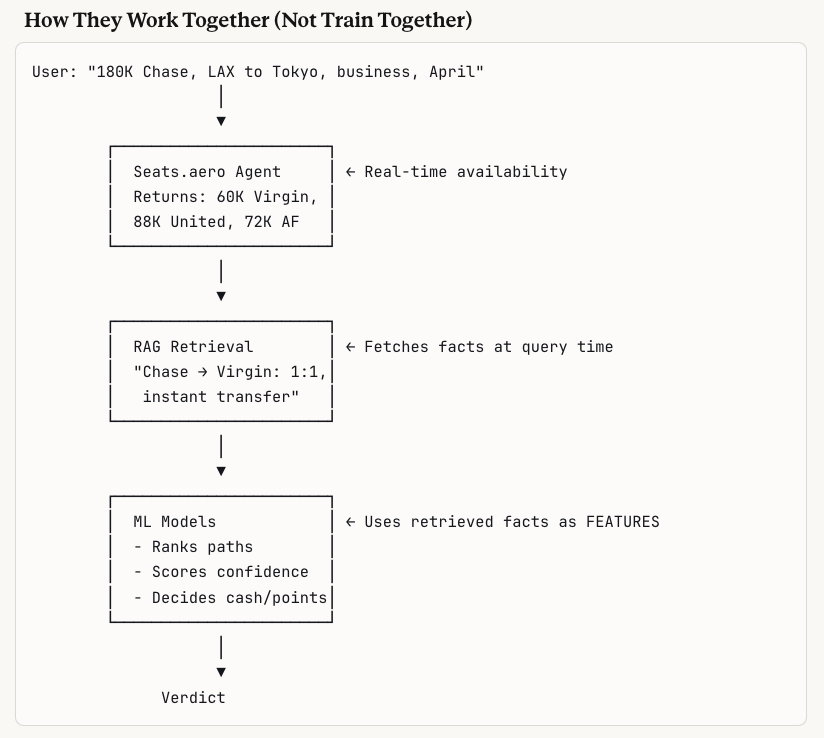 How They Work Together (Not Train Together)
User: "180K Chase, LAX to Tokyo, business, April"
Seats.aero Agent ← Real-time availability
Returns: 60K Virgin,
88K United, 72K AF
RAG Retrieval ← Fetches facts at query time
"Chase → Virgin: 1:1,
instant transfer"
ML Models ← Uses retrieved facts as FEATURES
- Ranks paths
- Scores confidence
- Decides cash/points
Verdict